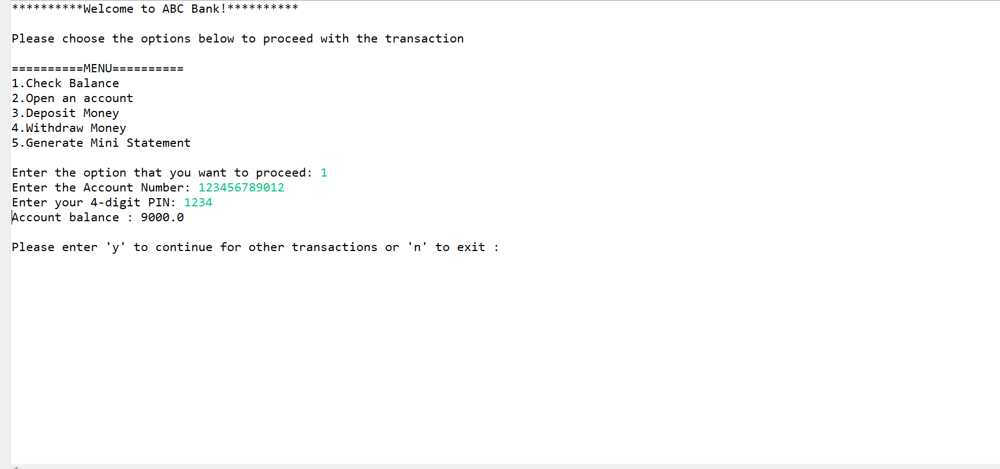 **********Welcome to ABC Bank!**********
Please choose the options below to proceed with the transaction
==========MENU==========
1.Check Balance
2.Open an account
3.Deposit Money
4.Withdraw Money
5.Generate Mini Statement
Enter the option that you want to proceed: 1
Enter the Account Number: 123456789012
Enter your 4-digit PIN: 1234
Account balance : 9000.0
Please enter 'y' to continue for other transactions or 'n' to exit :